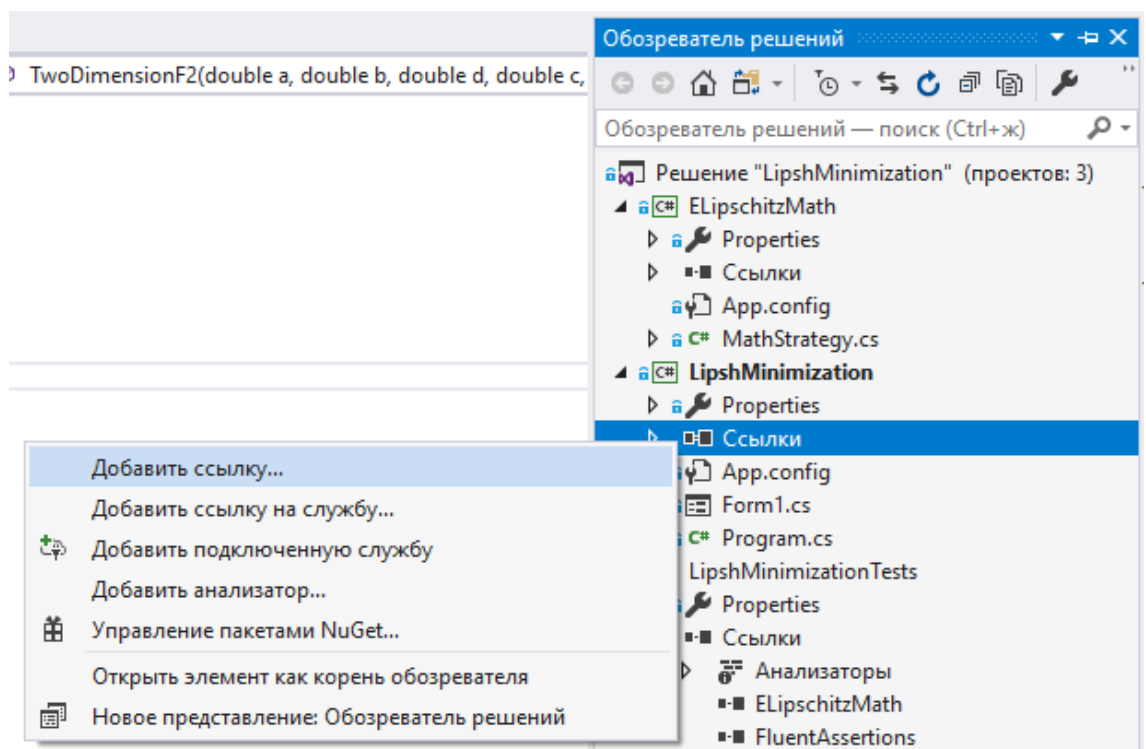 TwoDimensionF2(double a, double b, double d, double c,
Обозреватель решений
Обозреватель решений — поиск (Ctrl+ж)
Решение "LipshMinimization" (проектов: 3)
C# ELipschitzMath
Properties
Ссылки
App.config
C# MathStrategy.cs
C# LipshMinimization
Properties
Ссылки
App.config
Form1.cs
C# Program.cs
LipshMinimizationTests
Properties
Ссылки
Анализаторы
ELipschitzMath
FluentAssertions
Добавить ссылку...
Добавить ссылку на службу...
Добавить подключенную службу
Добавить анализатор...
Управление пакетами NuGet...
Открыть элемент как корень обозревателя
Новое представление: Обозреватель решений